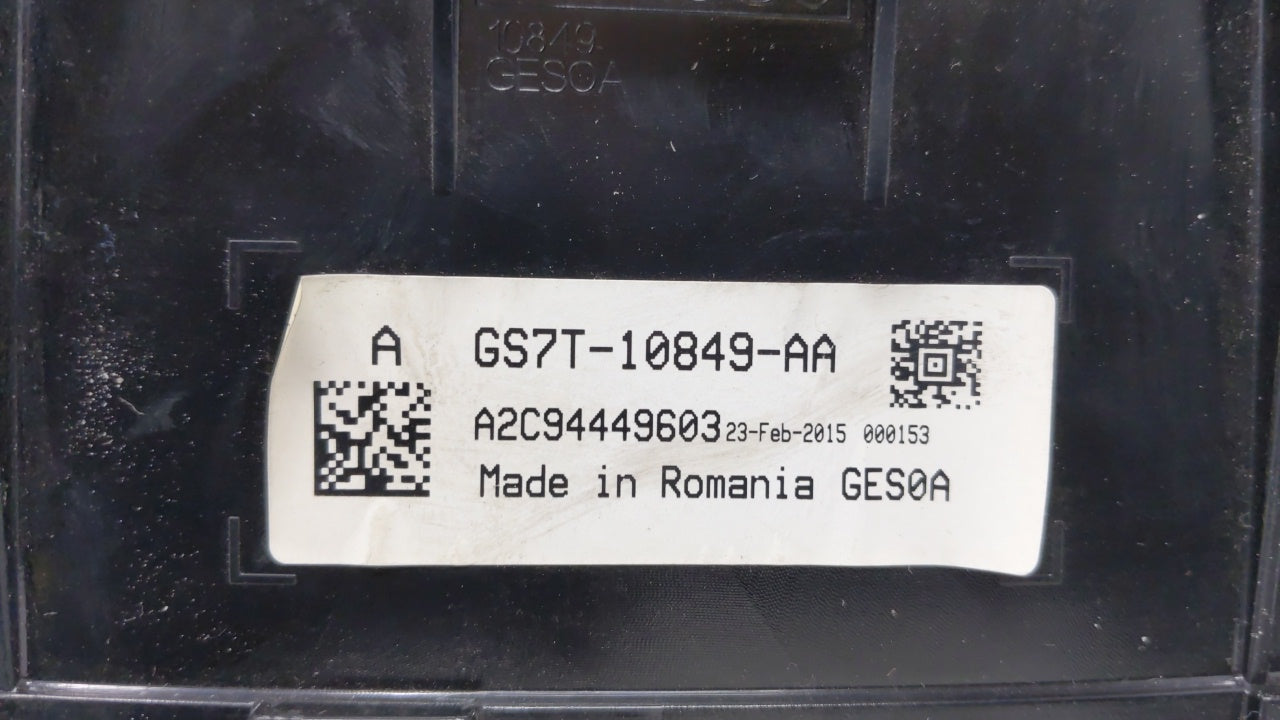 10849
GES0A
A
GS7T-10849-AA
A2C94449603 23-Feb-2015 000153
Made in Romania GES0A